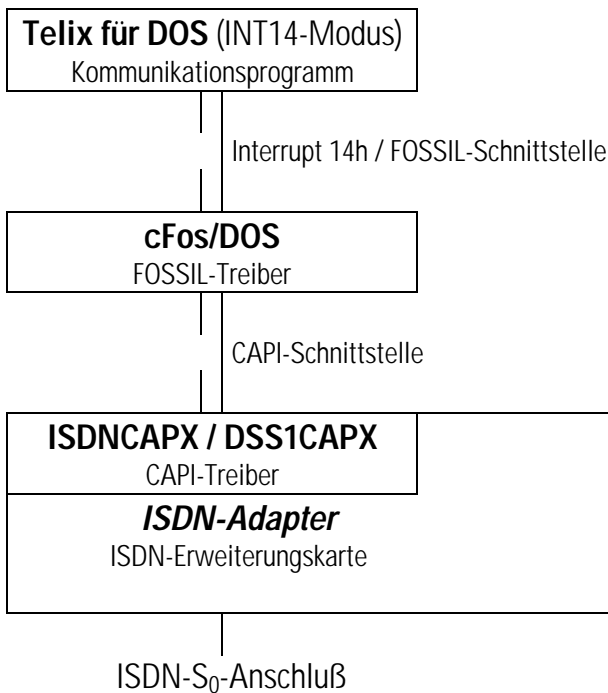 Telix für DOS (INT14-Modus)
Kommunikationsprogramm
Interrupt 14h / FOSSIL-Schnittstelle
cFos/DOS
FOSSIL-Treiber
CAPI-Schnittstelle
ISDNCAPX / DSS1CAPX
CAPI-Treiber
ISDN-Adapter
ISDN-Erweiterungskarte
ISDN-S₀-Anschluß